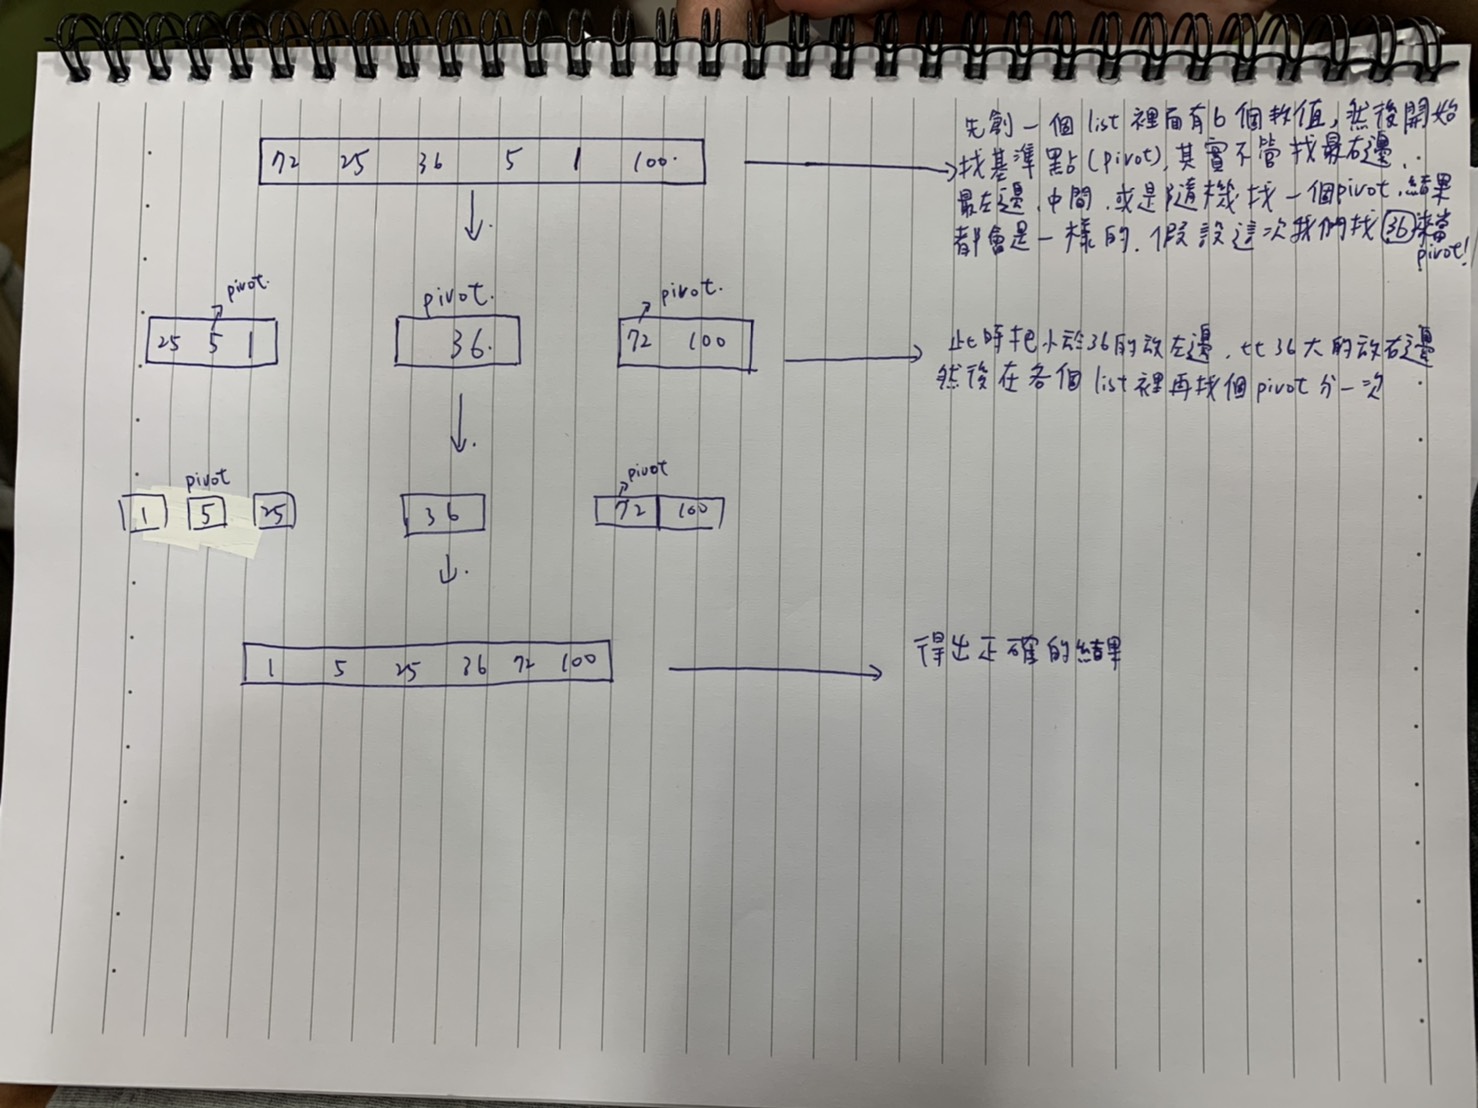 72 25 36 5 1 100.
先創一個 list 裡面有6個數值, 然後開始
找基準點(pivot), 其實不管找最右邊.
最左邊.中間.或是隨機找一個pivot.結果
都會是一樣的. 假設這次我們找36來當
pivot!
pivot.
pivot.
pivot.
25 5 1
36.
72 100
此時把小於36的放左邊. 比36大的放右邊
然後在各個list裡再找個pivot分一次
pivot
pivot
1 5 25
36
72 100
1 5 25 36 72 100
得出正確的結果